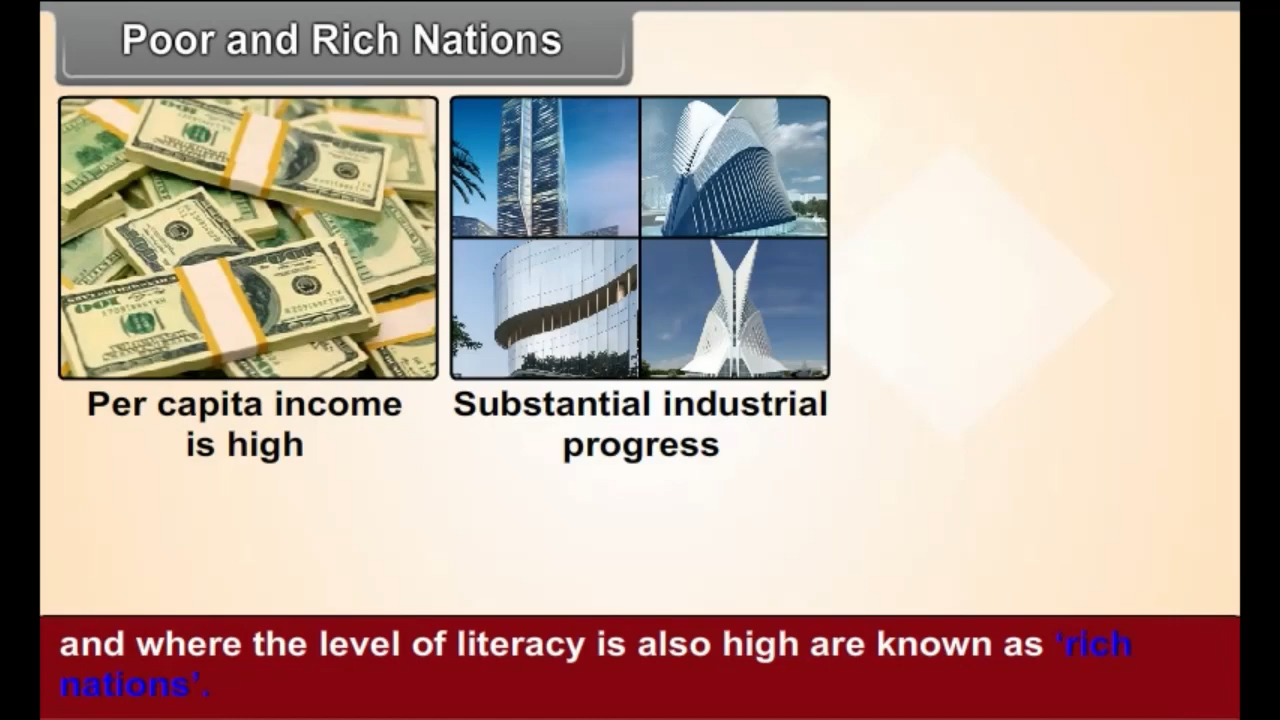 Poor and Rich Nations
Per capita income
is high
Substantial industrial
progress
and where the level of literacy is also high are known as ‘rich
nations’.